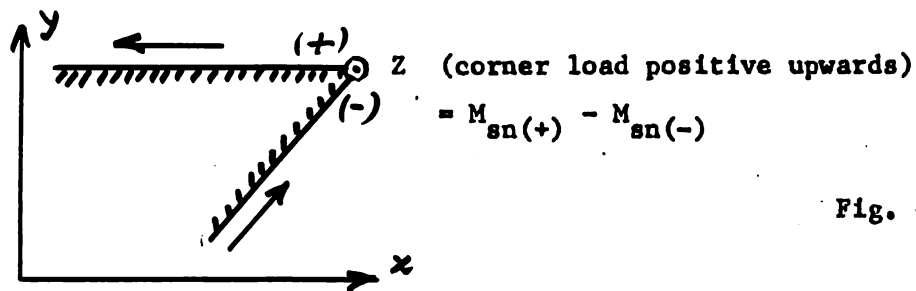 y
(+)
Z (corner load positive upwards)
(-)
= M_sn(+) - M_sn(-)
Fig.
x